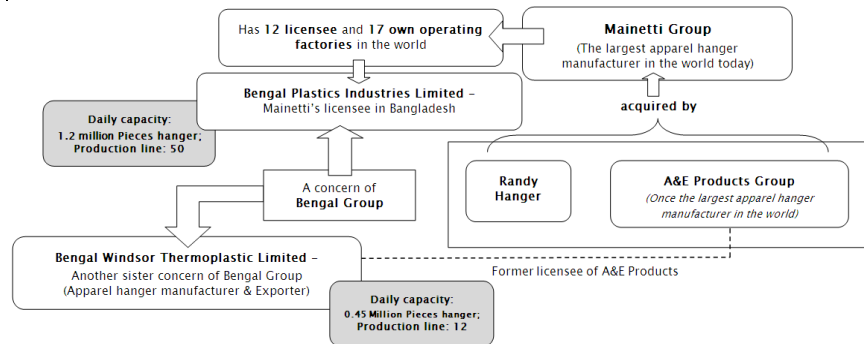 Has 12 licensee and 17 own operating
factories in the world
Mainetti Group
(The largest apparel hanger
manufacturer in the world today)
Bengal Plastics Industries Limited –
Mainetti's licensee in Bangladesh
acquired by
Daily capacity:
1.2 million Pieces hanger;
Production line: 50
Randy
Hanger
A&E Products Group
(Once the largest apparel hanger
manufacturer in the world)
A concern of
Bengal Group
Bengal Windsor Thermoplastic Limited –
Another sister concern of Bengal Group
(Apparel hanger manufacturer & Exporter)
Former licensee of A&E Products
Daily capacity:
0.45 Million Pieces hanger;
Production line: 12